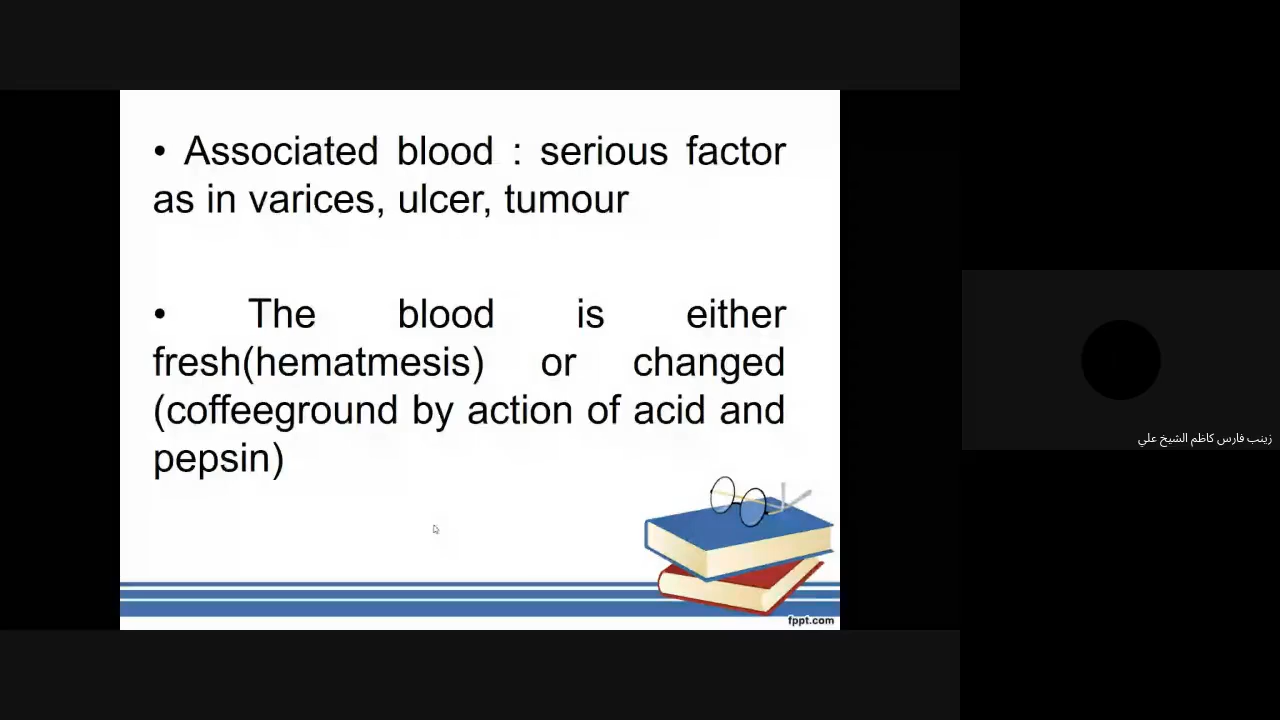 • Associated blood : serious factor
as in varices, ulcer, tumour
• The blood is either
fresh(hematmesis) or changed
(coffeeground by action of acid and
pepsin)
fppt.com
زينب فارس كاظم الشيخ علي